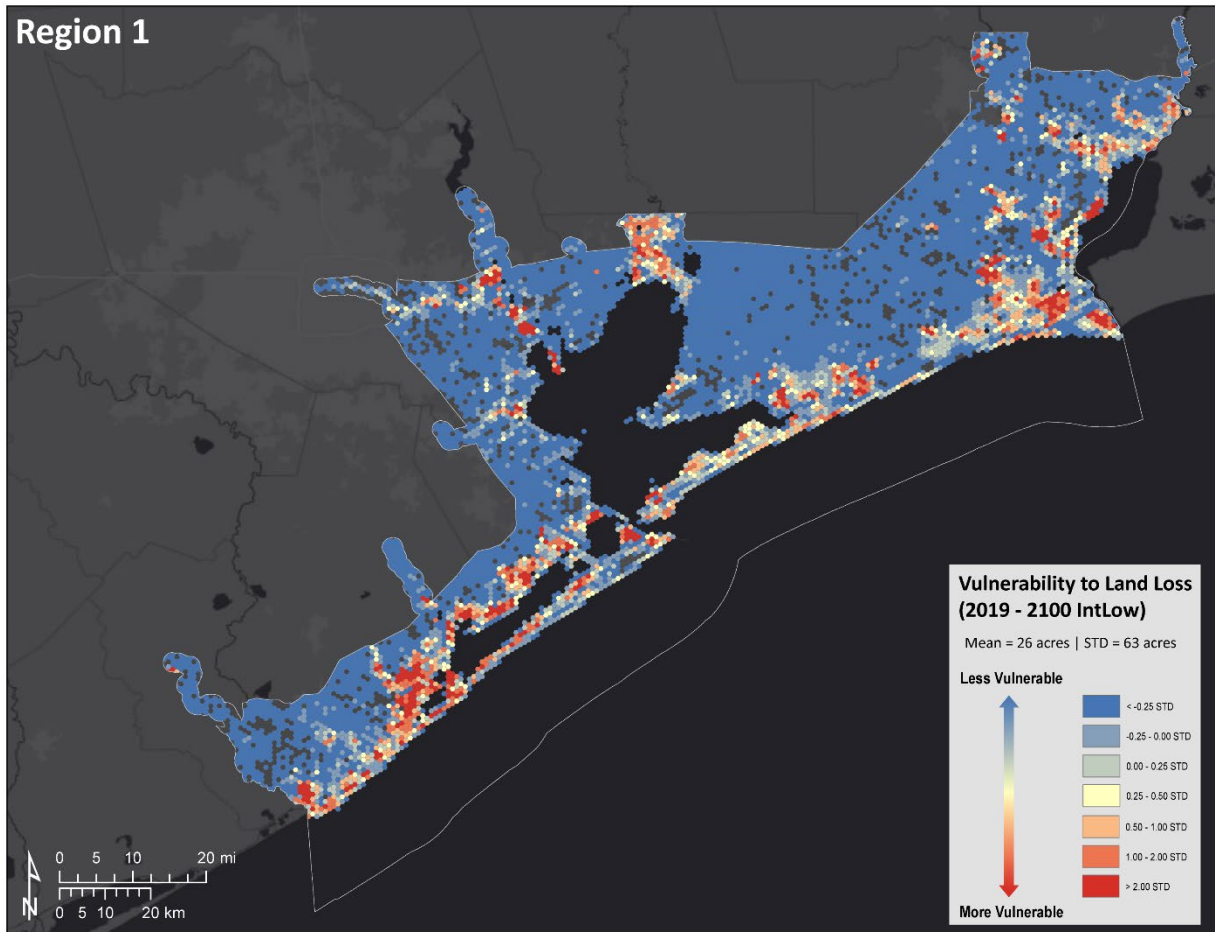 Region 1
Vulnerability to Land Loss
(2019 - 2100 IntLow)
Mean = 26 acres | STD = 63 acres
Less Vulnerable
< -0.25 STD
-0.25 - 0.00 STD
0.00 - 0.25 STD
0.25 - 0.50 STD
0.50 - 1.00 STD
1.00 - 2.00 STD
> 2.00 STD
More Vulnerable
0 5 10 20 mi
0 5 10 20 km
N